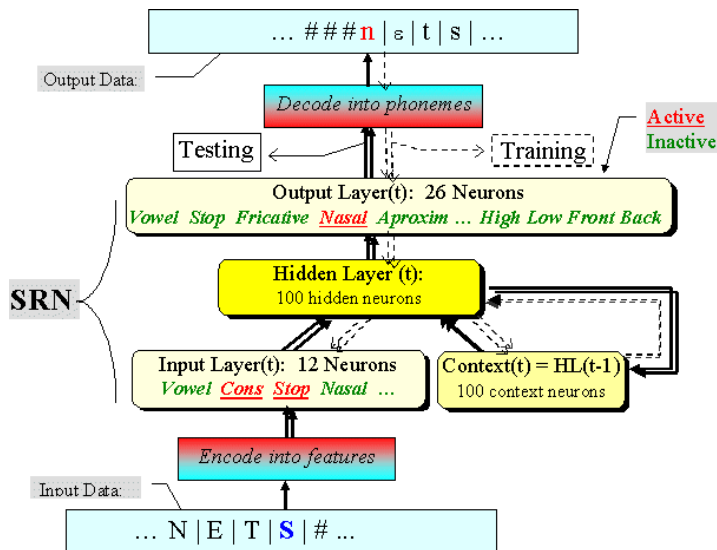 ... ###n | ε | t | s | ...
Output Data:
Decode into phonemes
Active
Inactive
Testing
Training
Output Layer(t): 26 Neurons
Vowel Stop Fricative Nasal Aproxim ... High Low Front Back
Hidden Layer (t):
100 hidden neurons
SRN
Input Layer(t): 12 Neurons
Vowel Cons Stop Nasal ...
Context(t) = HL(t-1)
100 context neurons
Encode into features
Input Data:
... N | E | T | S | # ...